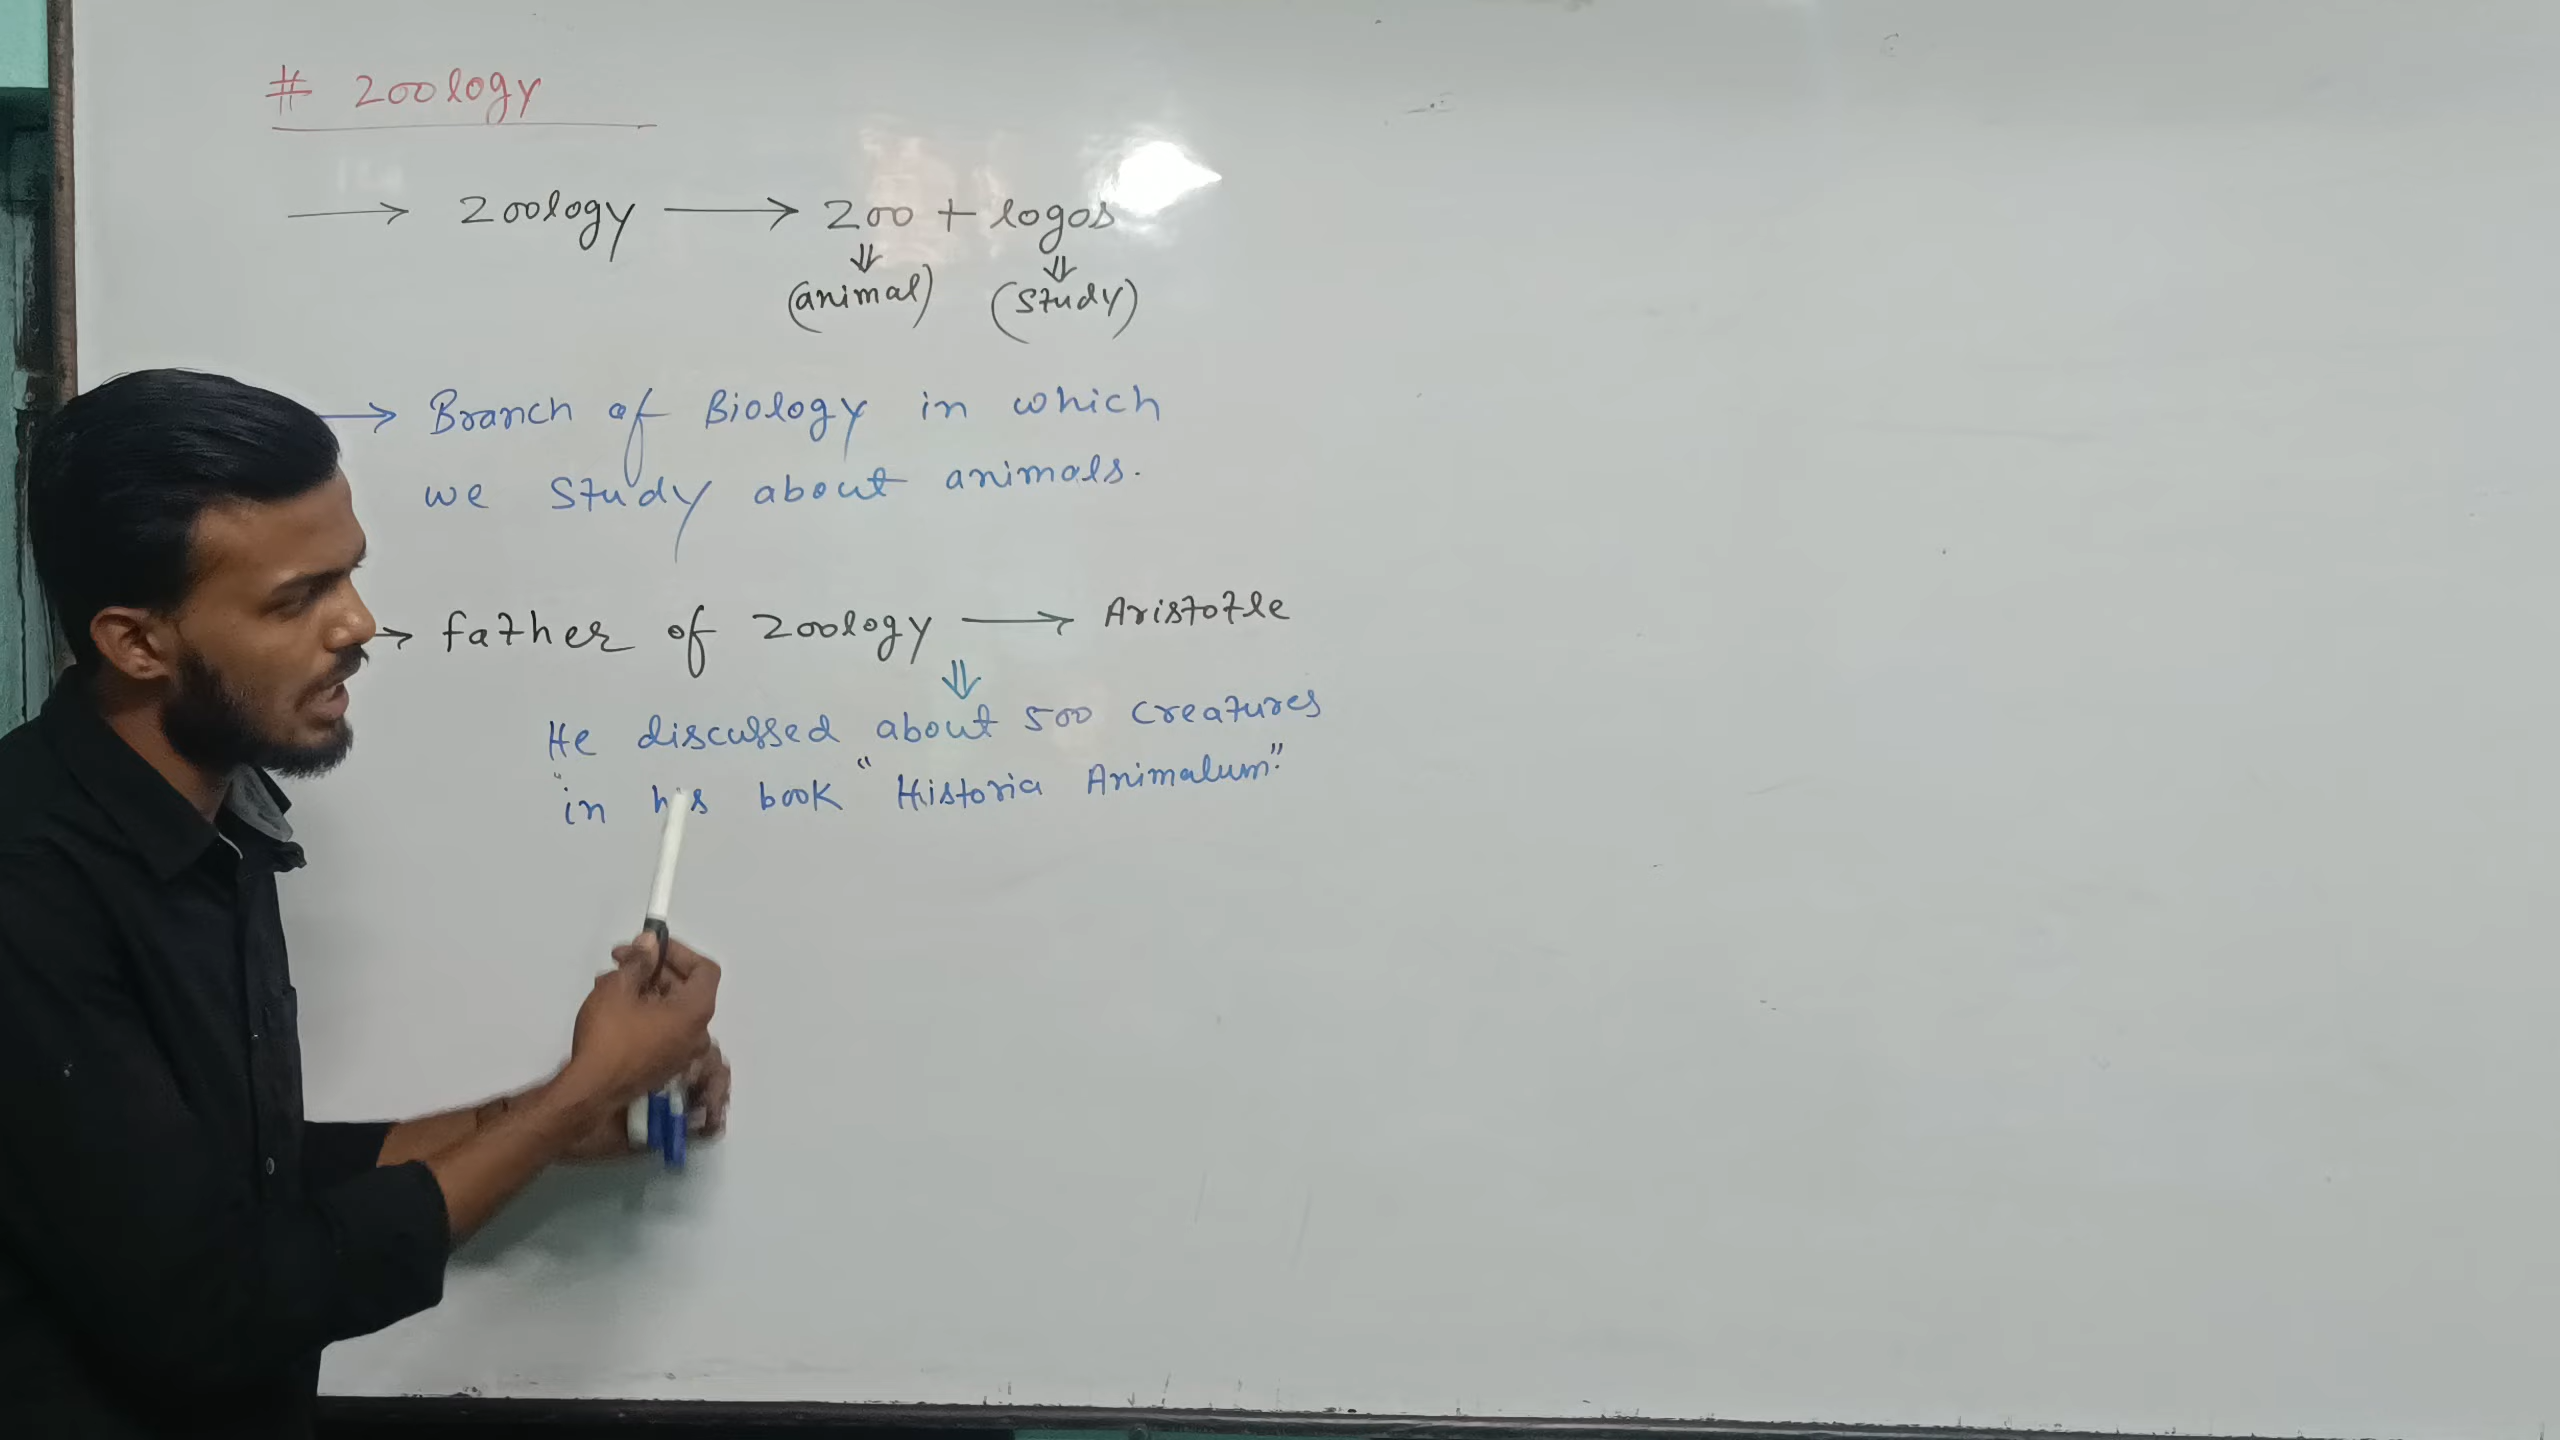 # Zoology
→ Zoology → Zoo + logos
⇓ ⇓
(animal) (study)
→ Branch of Biology in which
we study about animals.
→ father of Zoology → Aristotle
⇓
He discussed about 500 creatures
in his book "Historia Animalum."